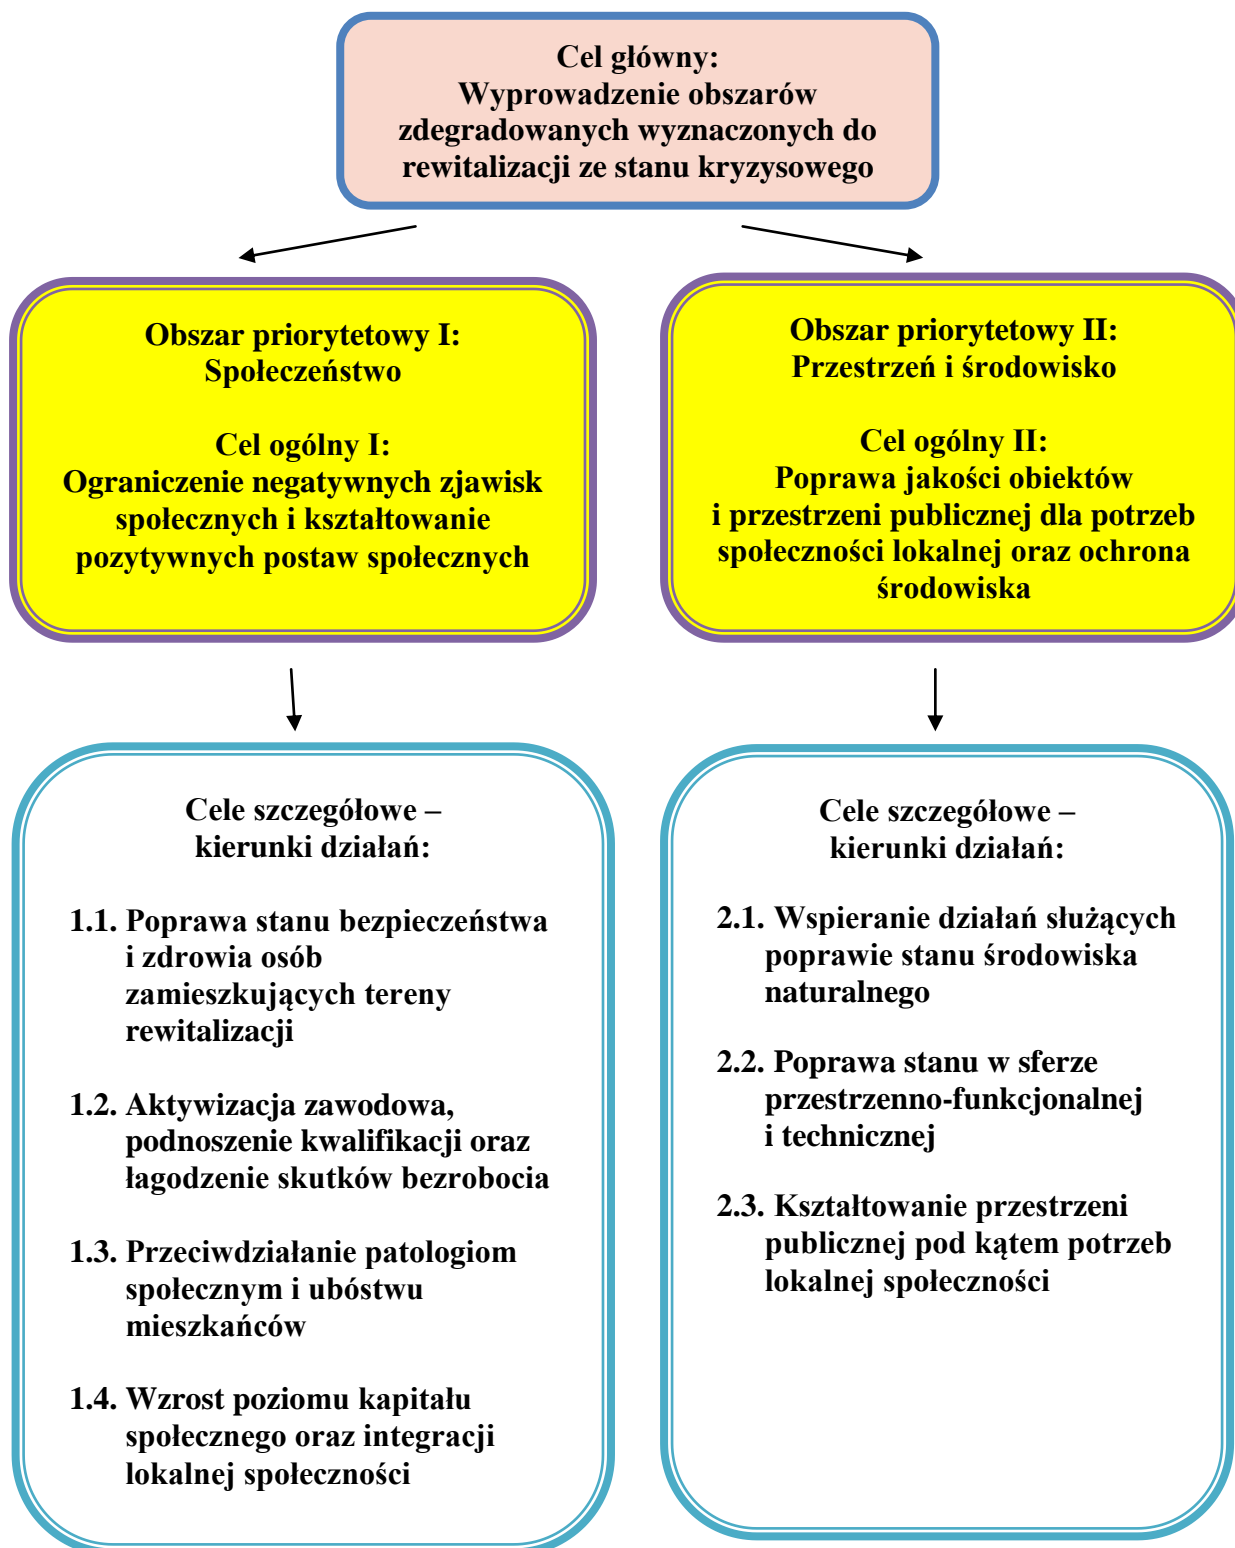 Cel główny:
Wyprowadzenie obszarów
zdegradowanych wyznaczonych do
rewitalizacji ze stanu kryzysowego
Obszar priorytetowy I:
Społeczeństwo
Cel ogólny I:
Ograniczenie negatywnych zjawisk
społecznych i kształtowanie
pozytywnych postaw społecznych
Obszar priorytetowy II:
Przestrzeń i środowisko
Cel ogólny II:
Poprawa jakości obiektów
i przestrzeni publicznej dla potrzeb
społeczności lokalnej oraz ochrona
środowiska
Cele szczegółowe –
kierunki działań:
1.1. Poprawa stanu bezpieczeństwa
i zdrowia osób
zamieszkujących tereny
rewitalizacji
1.2. Aktywizacja zawodowa,
podnoszenie kwalifikacji oraz
łagodzenie skutków bezrobocia
1.3. Przeciwdziałanie patologiom
społecznym i ubóstwu
mieszkańców
1.4. Wzrost poziomu kapitału
społecznego oraz integracji
lokalnej społeczności
Cele szczegółowe –
kierunki działań:
2.1. Wspieranie działań służących
poprawie stanu środowiska
naturalnego
2.2. Poprawa stanu w sferze
przestrzenno-funkcjonalnej
i technicznej
2.3. Kształtowanie przestrzeni
publicznej pod kątem potrzeb
lokalnej społeczności